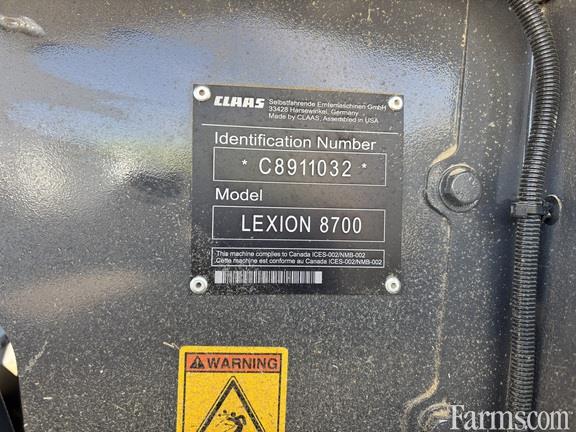 CLAAS Selbstfahrende Erntemaschinen GmbH
33428 Harsewinkel, Germany
Made by CLAAS, Assembled in USA
Identification Number
* C8911032 *
Model
LEXION 8700
This machine complies to Canada ICES-002/NMB-002
Cette machine est conforme au Canada ICES-002/NMB-002
WARNING
Farms.com